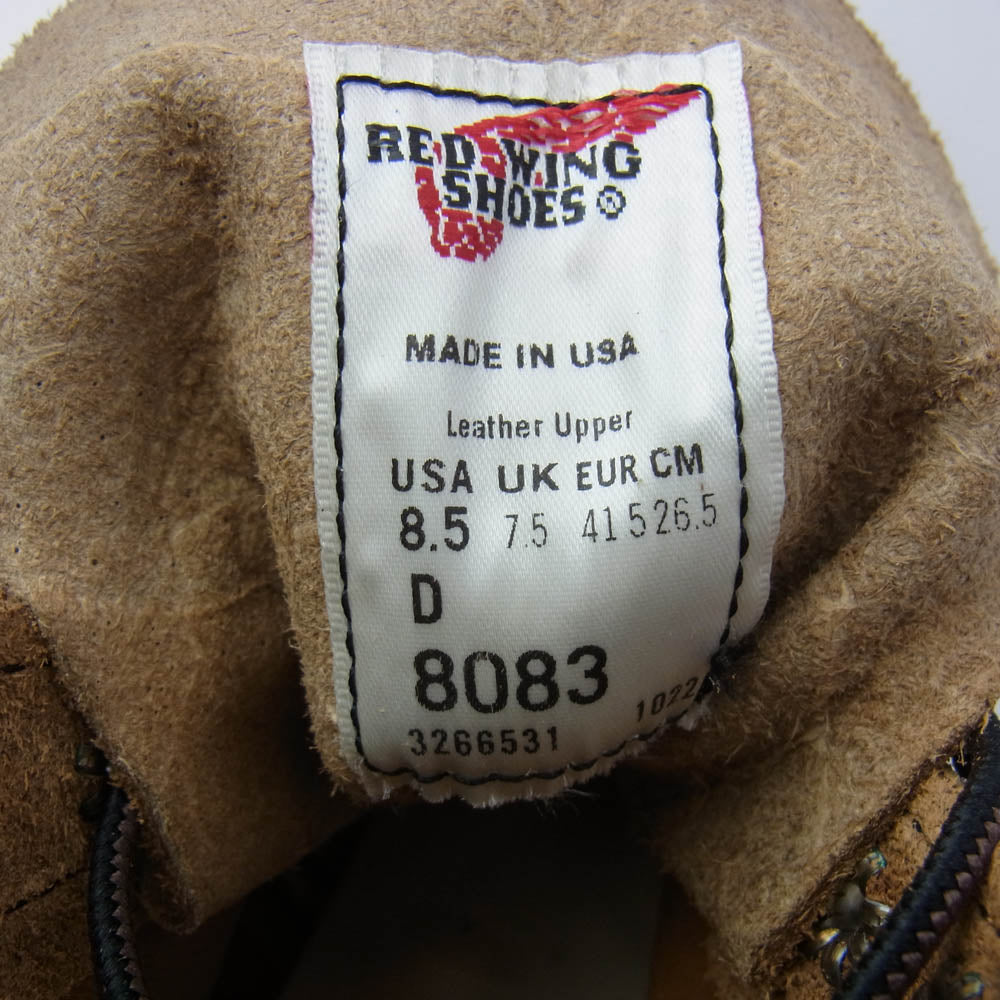 RED WING
SHOES ®
MADE IN USA
Leather Upper
USA UK EUR CM
8.5 7.5 41 5 26.5
D
8083
3266531 1022